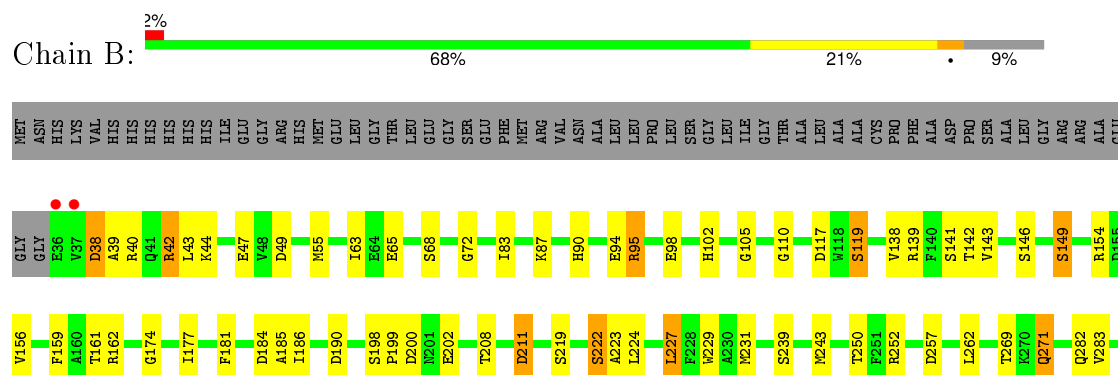 2%
Chain B:
68% 21% • 9%
MET ASN HIS LYS VAL HIS HIS HIS HIS HIS HIS ILE GLU GLY ARG HIS MET GLU LEU GLY THR LEU GLU GLY SER GLU PHE MET ARG VAL ASN ALA LEU LEU PRO LEU SER GLY LEU ILE GLY THR ALA LEU ALA ALA CYS PRO PHE ALA ASP PRO SER ALA LEU GLY ARG ARG ALA
GLY GLY E36 V37 D38 A39 R40 Q41 R42 L43 K44 E47 V48 D49 M55 I63 E64 E65 S68 G72 I83 K87 H90 E94 R95 E98 H102 G105 G110 D117 W118 S119 V138 R139 F140 S141 T142 V143 S146 S149 R154 D155
V156 F159 A160 T161 R162 G174 I177 F181 D184 A185 I186 D190 S198 P199 D200 N201 E202 T208 D211 S219 S222 A223 L224 L227 F228 W229 A230 M231 S239 M243 T250 F251 R252 D257 L262 T269 K270 Q271 Q282 V283